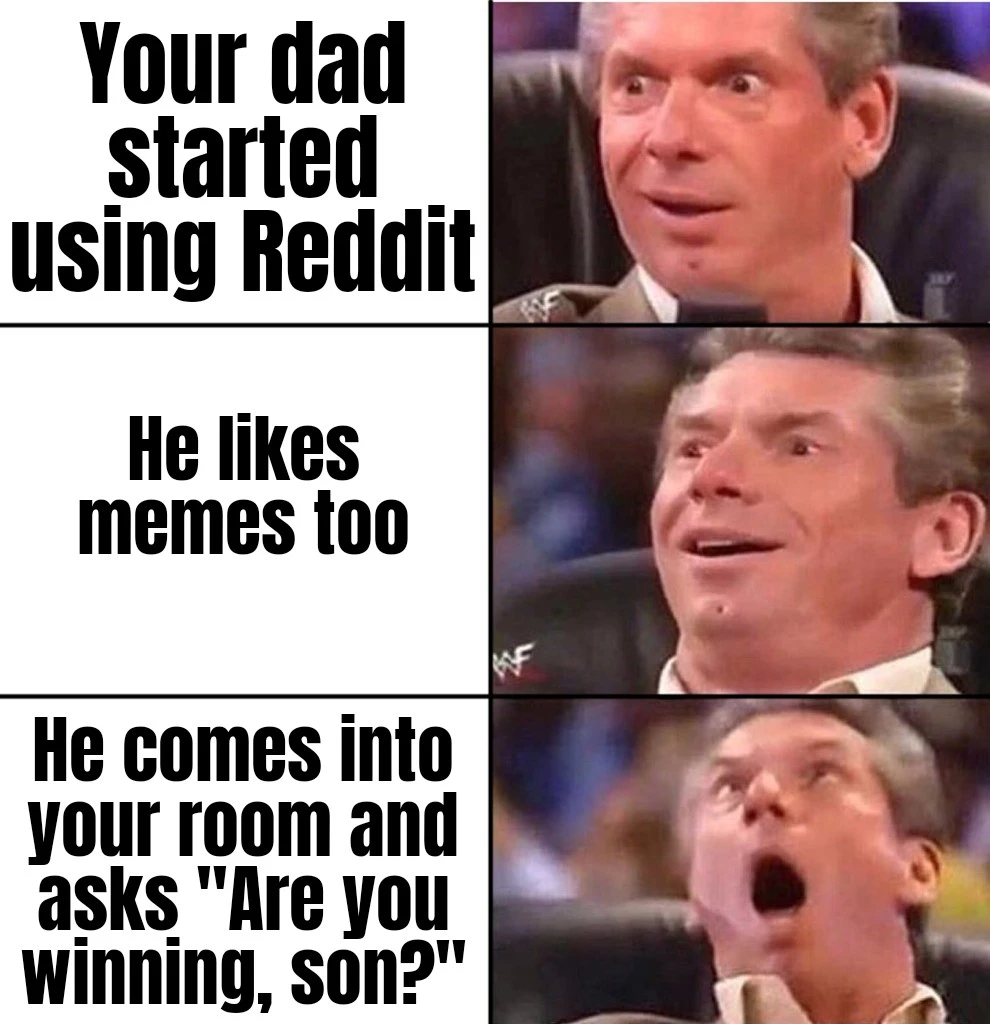 Your dad
started
using Reddit
He likes
memes too
He comes into
your room and
asks "Are you
winning, son?"